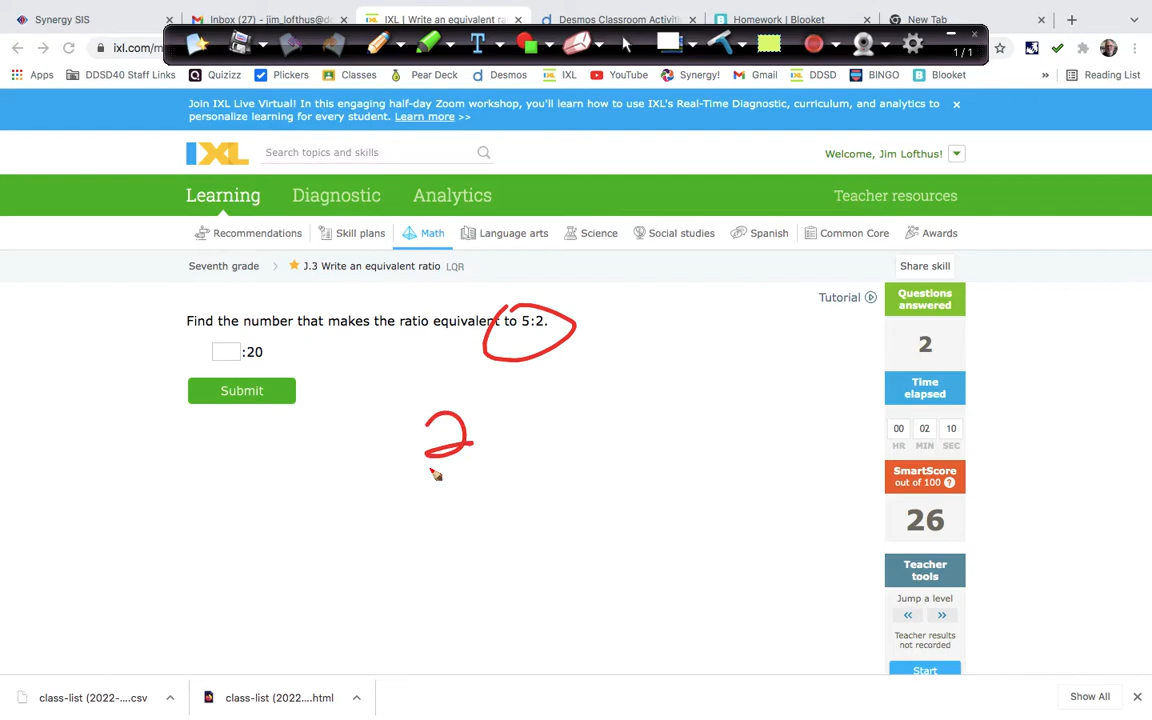 Synergy SIS
Inbox (27) - jim_lofthus@d
IXL | Write an equivalent ra
Desmos Classroom Activiti
Homework | Blooket
New Tab
ixl.com/m
1 / 1
Apps
DDSD40 Staff Links
Quizizz
Plickers
Classes
Pear Deck
Desmos
IXL
YouTube
Synergy!
Gmail
DDSD
BINGO
Blooket
Reading List
Join IXL Live Virtual! In this engaging half-day Zoom workshop, you'll learn how to use IXL's Real-Time Diagnostic, curriculum, and analytics to
personalize learning for every student. Learn more >>
IXL
Search topics and skills
Welcome, Jim Lofthus!
Learning
Diagnostic
Analytics
Teacher resources
Recommendations
Skill plans
Math
Language arts
Science
Social studies
Spanish
Common Core
Awards
Seventh grade
J.3 Write an equivalent ratio LQR
Share skill
Tutorial
Questions
answered
Find the number that makes the ratio equivalent to 5:2.
:20
2
Submit
Time
elapsed
00 02 10
HR MIN SEC
2
SmartScore
out of 100 ?
26
Teacher
tools
Jump a level
Teacher results
not recorded
Start
class-list (2022-....csv
class-list (2022....html
Show All